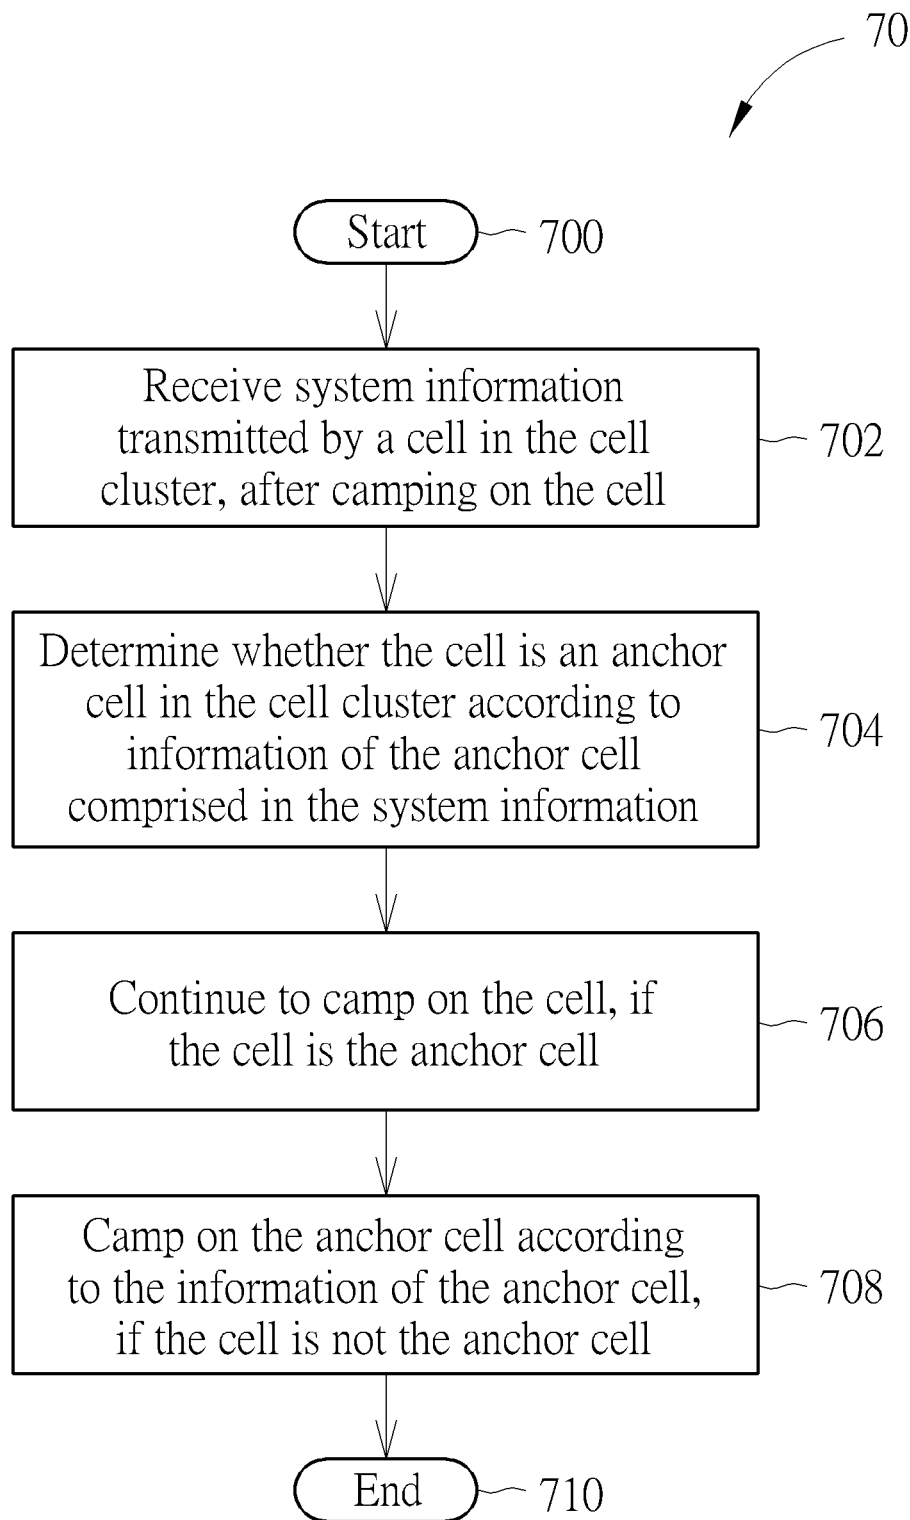 70
Start
700
Receive system information
transmitted by a cell in the cell
cluster, after camping on the cell
702
Determine whether the cell is an anchor
cell in the cell cluster according to
information of the anchor cell
comprised in the system information
704
Continue to camp on the cell, if
the cell is the anchor cell
706
Camp on the anchor cell according
to the information of the anchor cell,
if the cell is not the anchor cell
708
End
710